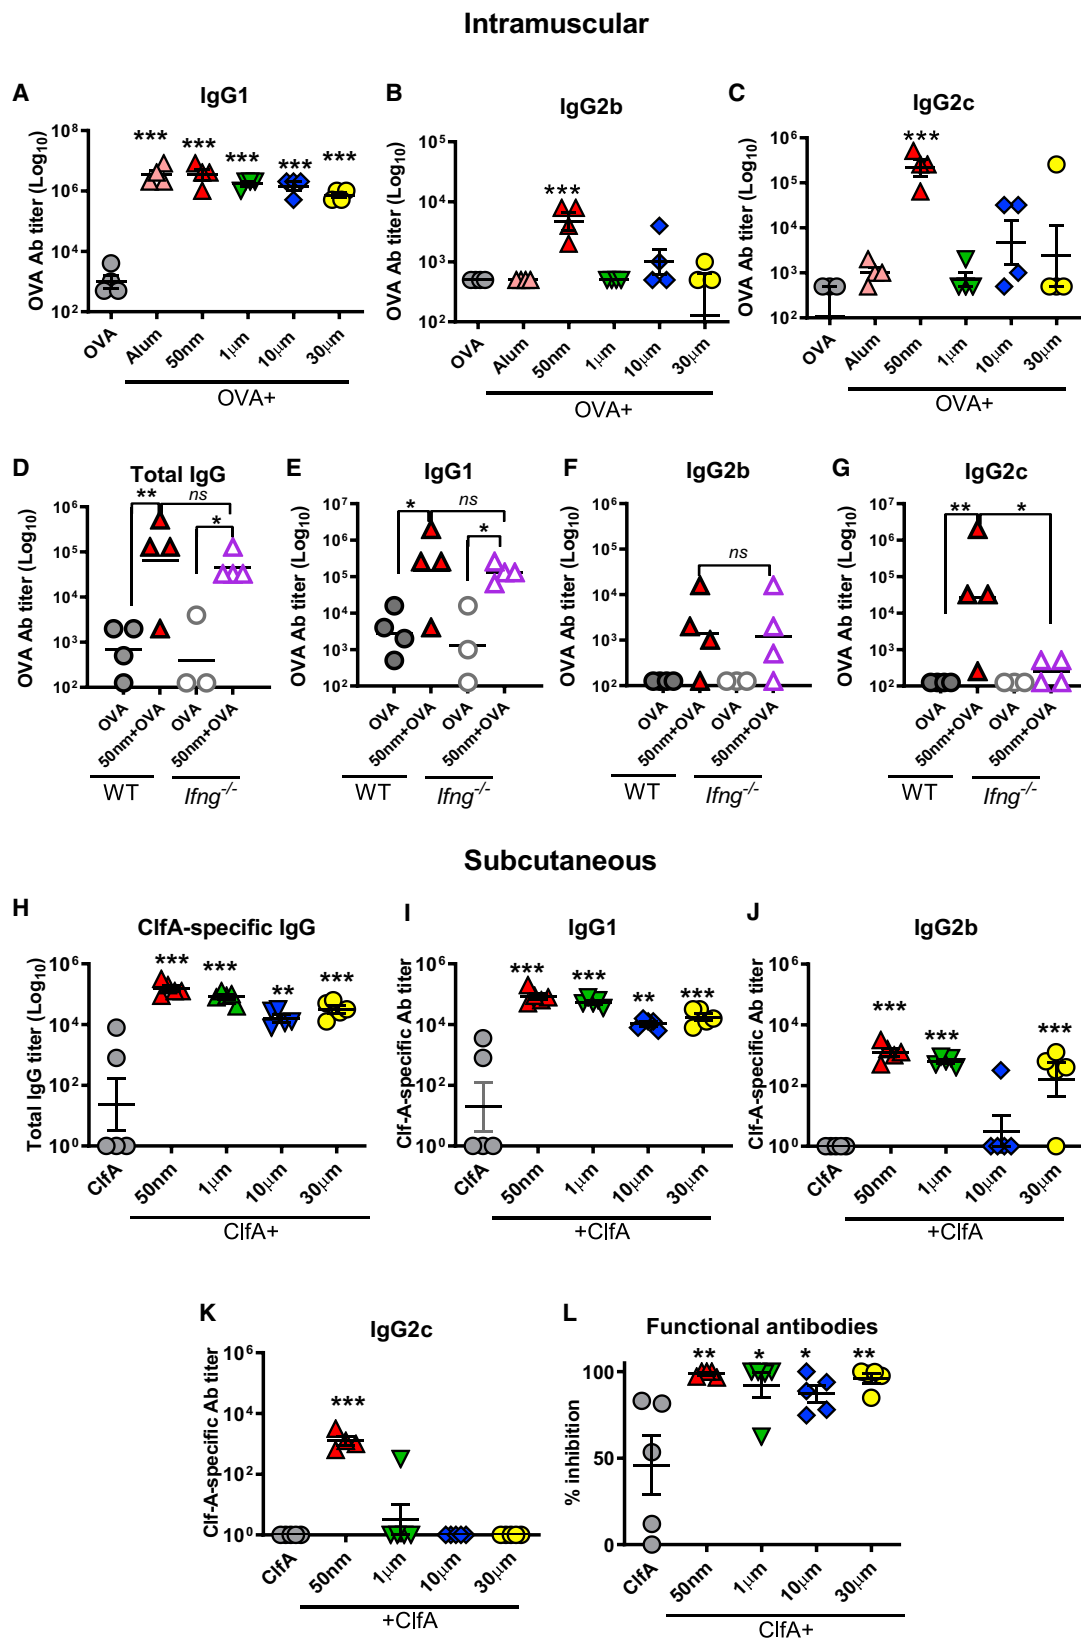 Intramuscular
A
IgG1
OVA Ab titer (Log10)
10^8
10^6
10^4
10^2
***
***
***
***
***
OVA
Alum
50nm
1µm
10µm
30µm
OVA+
B
IgG2b
OVA Ab titer (Log10)
10^5
10^4
10^3
10^2
***
OVA
Alum
50nm
1µm
10µm
30µm
OVA+
C
IgG2c
OVA Ab titer (Log10)
10^6
10^5
10^4
10^3
10^2
***
OVA
Alum
50nm
1µm
10µm
30µm
OVA+
D
Total IgG
OVA Ab titer (Log10)
10^6
10^5
10^4
10^3
10^2
**
ns
*
OVA
50nm+OVA
OVA
50nm+OVA
WT
Ifng-/-
E
IgG1
OVA Ab titer (Log10)
10^7
10^6
10^5
10^4
10^3
10^2
*
ns
*
OVA
50nm+OVA
OVA
50nm+OVA
WT
Ifng-/-
F
IgG2b
OVA Ab titer (Log10)
10^6
10^5
10^4
10^3
10^2
ns
OVA
50nm+OVA
OVA
50nm+OVA
WT
Ifng-/-
G
IgG2c
OVA Ab titer (Log10)
10^7
10^6
10^5
10^4
10^3
10^2
**
*
OVA
50nm+OVA
OVA
50nm+OVA
WT
Ifng-/-
Subcutaneous
H
ClfA-specific IgG
Total IgG titer (Log10)
10^6
10^4
10^2
10^0
***
***
**
***
ClfA
50nm
1µm
10µm
30µm
ClfA+
I
IgG1
Clf-A-specific Ab titer
10^6
10^4
10^2
10^0
***
***
**
***
ClfA
50nm
1µm
10µm
30µm
+ClfA
J
IgG2b
Clf-A-specific Ab titer
10^6
10^4
10^2
10^0
***
***
***
ClfA
50nm
1µm
10µm
30µm
+ClfA
K
IgG2c
Clf-A-specific Ab titer
10^6
10^4
10^2
10^0
***
ClfA
50nm
1µm
10µm
30µm
+ClfA
L
Functional antibodies
% inhibition
100
50
0
**
*
*
**
ClfA
50nm
1µm
10µm
30µm
ClfA+